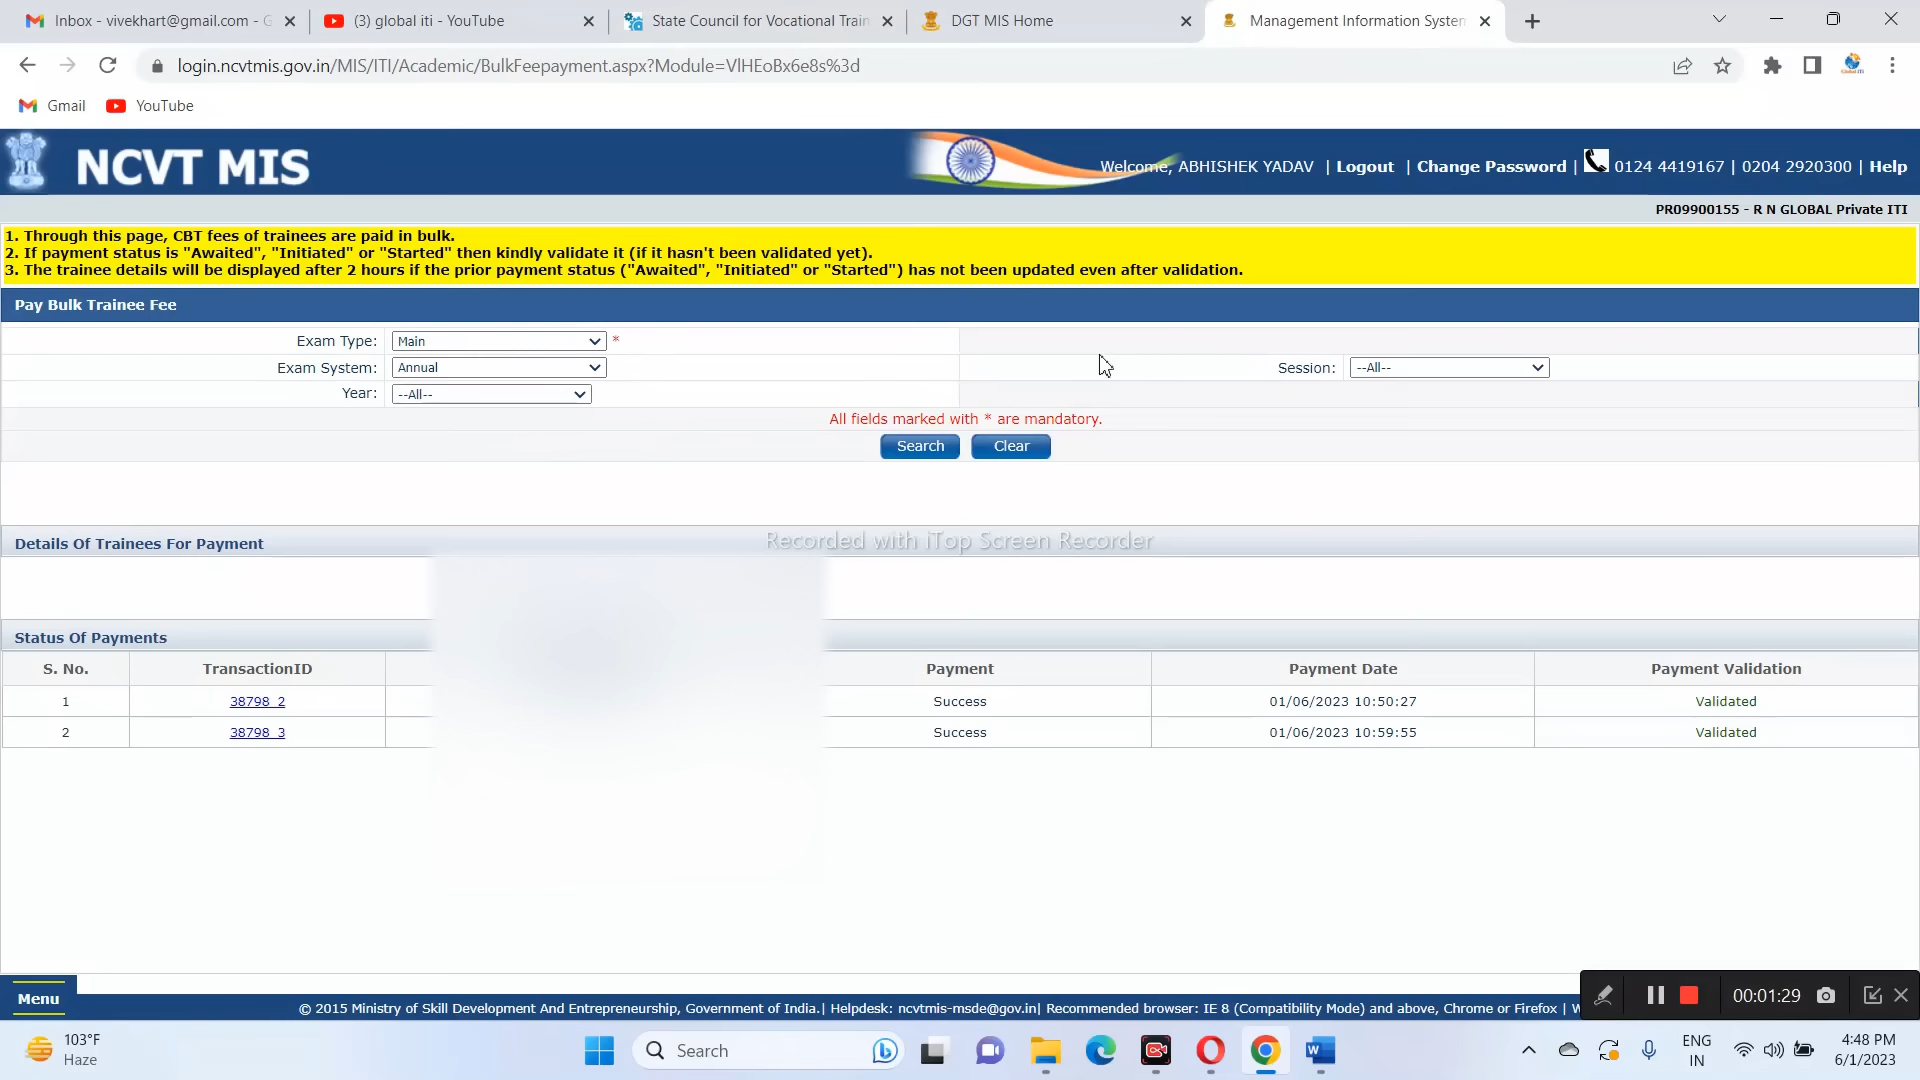 Inbox - vivekhart@gmail.com - G
(3) global iti - YouTube
State Council for Vocational Train
DGT MIS Home
Management Information System
login.ncvtmis.gov.in/MIS/ITI/Academic/BulkFeepayment.aspx?Module=VlHEoBx6e8s%3d
Gmail YouTube
NCVT MIS
Welcome, ABHISHEK YADAV | Logout | Change Password | 0124 4419167 | 0204 2920300 | Help
PR09900155 - R N GLOBAL Private ITI
1. Through this page, CBT fees of trainees are paid in bulk.
2. If payment status is "Awaited", "Initiated" or "Started" then kindly validate it (if it hasn't been validated yet).
3. The trainee details will be displayed after 2 hours if the prior payment status ("Awaited", "Initiated" or "Started") has not been updated even after validation.
Pay Bulk Trainee Fee
Exam Type: Main *
Exam System: Annual Session: --All--
Year: --All--
All fields marked with * are mandatory.
Search Clear
Recorded with iTop Screen Recorder
Details Of Trainees For Payment
Status Of Payments
S. No. TransactionID Payment Payment Date Payment Validation
1 38798_2 Success 01/06/2023 10:50:27 Validated
2 38798_3 Success 01/06/2023 10:59:55 Validated
Menu
© 2015 Ministry of Skill Development And Entrepreneurship, Government of India.| Helpdesk: ncvtmis-msde@gov.in| Recommended browser: IE 8 (Compatibility Mode) and above, Chrome or Firefox | W
00:01:29
103°F
Haze
Search
ENG
IN
4:48 PM
6/1/2023